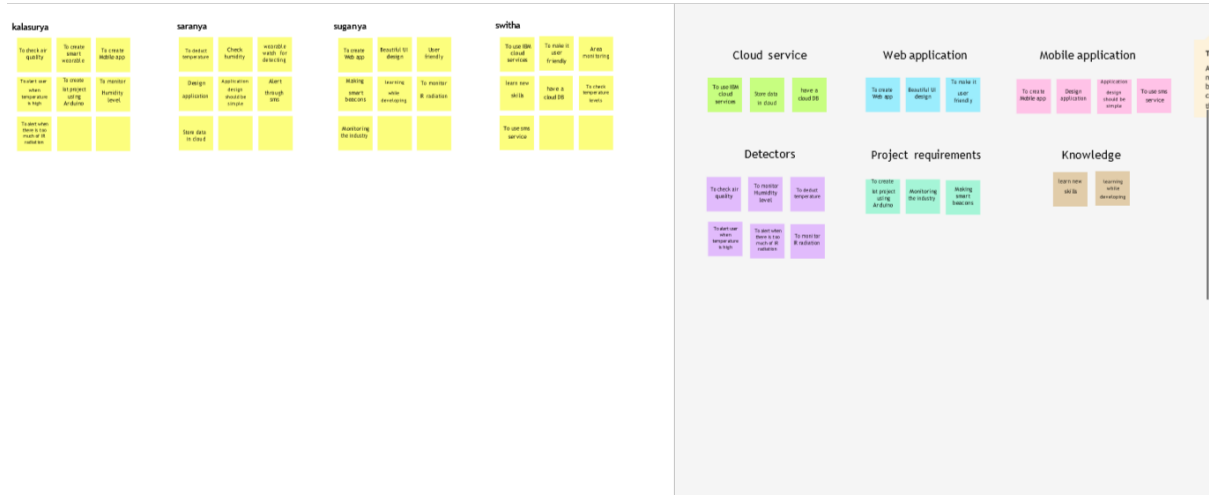 kalasurya
To check air
quality
To create
smart
wearable
To create
Mobile app
To alert user
when
temperature
is high
To create
Iot project
using
Arduino
To monitor
Humidity
level
To alert when
there is too
much of IR
radiation
saranya
To deduct
temperature
Check
humidity
wearable
watch for
detecting
Design
application
Application
design
should be
simple
Alert
through
sms
Store data
in cloud
suganya
To create
Web app
Beautiful UI
design
User
friendly
Making
smart
beacons
learning
while
developing
To monitor
IR radiation
Monitoring
the industry
switha
To use IBM
cloud
services
To make it
user
friendly
Area
monitoring
learn new
skills
have a
cloud DB
To check
temperature
levels
To use sms
service
Cloud service
To use IBM
cloud
services
Store data
in cloud
have a
cloud DB
Web application
To create
Web app
Beautiful UI
design
To make it
user
friendly
Mobile application
To create
Mobile app
Design
application
Application
design
should be
simple
To use sms
service
Detectors
To check air
quality
To monitor
Humidity
level
To deduct
temperature
To alert user
when
temperature
is high
To alert when
there is too
much of IR
radiation
To monitor
IR radiation
Project requirements
To create
Iot project
using
Arduino
Monitoring
the industry
Making
smart
beacons
Knowledge
learn new
skills
learning
while
developing